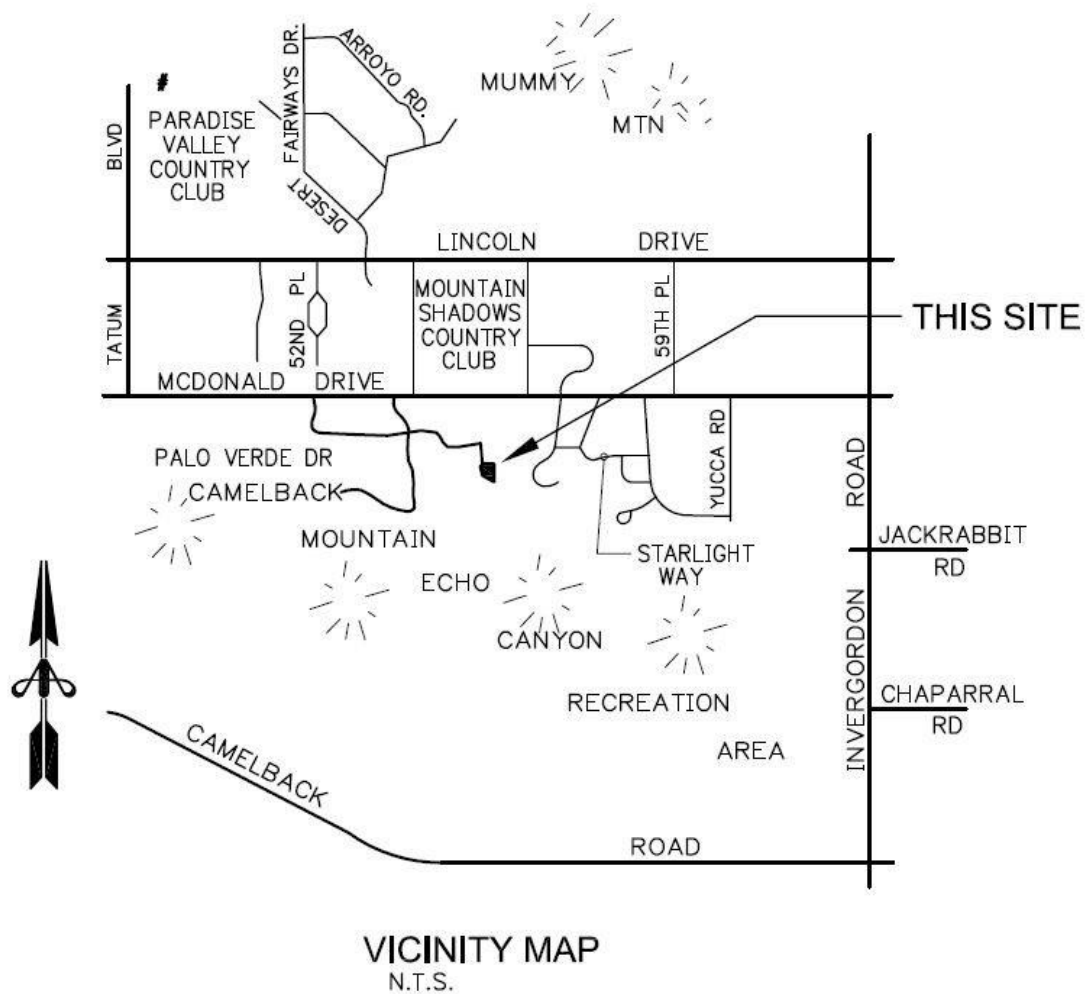 FAIRWAYS DR.
ARROYO RD.
MUMMY
MTN
#
PARADISE
VALLEY
COUNTRY
CLUB
BLVD
DESERT
LINCOLN DRIVE
TATUM
52ND PL
MOUNTAIN
SHADOWS
COUNTRY
CLUB
59TH PL
THIS SITE
MCDONALD DRIVE
PALO VERDE DR
CAMELBACK
YUCCA RD
ROAD
MOUNTAIN
STARLIGHT
WAY
JACKRABBIT
RD
ECHO
CANYON
INVERGORDON
RECREATION
CHAPARRAL
RD
AREA
CAMELBACK
ROAD
VICINITY MAP
N.T.S.